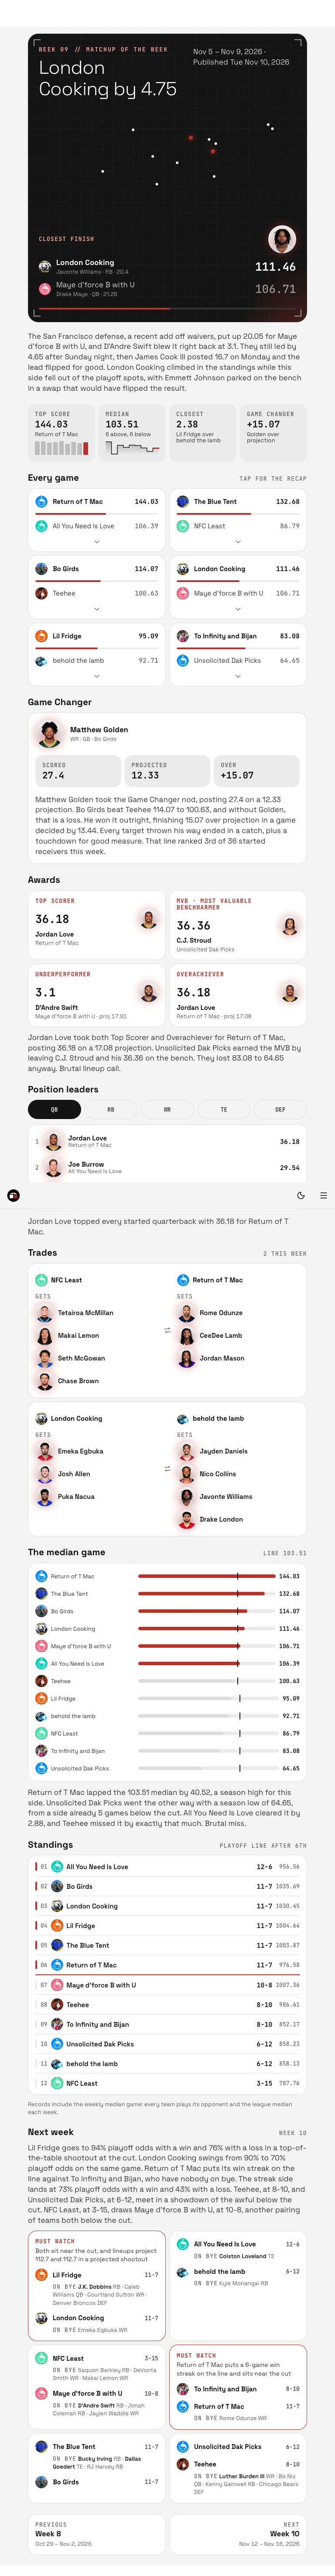 WEEK 09 // MATCHUP OF THE WEEK
Nov 5 – Nov 9, 2026 ·
Published Tue Nov 10, 2026
London
Cooking by 4.75
CLOSEST FINISH
London Cooking
Javonte Williams · RB · 20.4
111.46
Maye d'force B with U
Drake Maye · QB · 21.26
106.71
The San Francisco defense, a recent add off waivers, put up 20.05 for Maye
d'force B with U, and D'Andre Swift blew it right back at 3.1. They still led by
4.65 after Sunday night, then James Cook III posted 16.7 on Monday and
the lead flipped for good. London Cooking climbed in the standings while this
side fell out of the playoff spots, with Emmett Johnson parked on the bench
in a swap that would have flipped the result.
TOP SCORE
144.03
Return of T Mac
MEDIAN
103.51
6 above, 6 below
CLOSEST
2.38
Lil Fridge over
behold the lamb
GAME CHANGER
+15.07
Golden over
projection
Every game
TAP FOR THE RECAP
Return of T Mac 144.03
All You Need Is Love 106.39
The Blue Tent 132.68
NFC Least 86.79
Bo Girds 114.07
Teehee 100.63
London Cooking 111.46
Maye d'force B with U 106.71
Lil Fridge 95.09
behold the lamb 92.71
To Infinity and Bijan 83.08
Unsolicited Dak Picks 64.65
Game Changer
Matthew Golden
WR · GB · Bo Girds
SCORED
27.4
PROJECTED
12.33
OVER
+15.07
Matthew Golden took the Game Changer nod, posting 27.4 on a 12.33
projection. Bo Girds beat Teehee 114.07 to 100.63, and without Golden,
that is a loss. He won it outright, finishing 15.07 over projection in a game
decided by 13.44. Every target thrown his way ended in a catch, plus a
touchdown for good measure. That line ranked 3rd of 36 started
receivers this week.
Awards
TOP SCORER
36.18
Jordan Love
Return of T Mac
MVB · MOST VALUABLE
BENCHWARMER
36.36
C.J. Stroud
Unsolicited Dak Picks
UNDERPERFORMER
3.1
D'Andre Swift
Maye d'force B with U · proj 17.91
OVERACHIEVER
36.18
Jordan Love
Return of T Mac · proj 17.08
Jordan Love took both Top Scorer and Overachiever for Return of T Mac,
posting 36.18 on a 17.08 projection. Unsolicited Dak Picks earned the MVB by
leaving C.J. Stroud and his 36.36 on the bench. They lost 83.08 to 64.65
anyway. Brutal lineup call.
Position leaders
QB
RB
WR
TE
DEF
1 Jordan Love 36.18
Return of T Mac
2 Joe Burrow 29.54
All You Need Is Love
Jordan Love topped every started quarterback with 36.18 for Return of T
Mac.
Trades
2 THIS WEEK
NFC Least
GETS
Tetairoa McMillan
Makai Lemon
Seth McGowan
Chase Brown
Return of T Mac
GETS
Rome Odunze
CeeDee Lamb
Jordan Mason
London Cooking
GETS
Emeka Egbuka
Josh Allen
Puka Nacua
behold the lamb
GETS
Jayden Daniels
Nico Collins
Javonte Williams
Drake London
The median game
LINE 103.51
Return of T Mac 144.03
The Blue Tent 132.68
Bo Girds 114.07
London Cooking 111.46
Maye d'force B with U 106.71
All You Need Is Love 106.39
Teehee 100.63
Lil Fridge 95.09
behold the lamb 92.71
NFC Least 86.79
To Infinity and Bijan 83.08
Unsolicited Dak Picks 64.65
Return of T Mac lapped the 103.51 median by 40.52, a season high for this
side. Unsolicited Dak Picks went the other way with a season low of 64.65,
from a side already 5 games below the cut. All You Need Is Love cleared it by
2.88, and Teehee missed it by exactly that much. Brutal miss.
Standings
PLAYOFF LINE AFTER 6TH
01 All You Need Is Love 12-6 956.56
02 Bo Girds 11-7 1035.69
03 London Cooking 11-7 1030.45
04 Lil Fridge 11-7 1004.64
05 The Blue Tent 11-7 1003.87
06 Return of T Mac 11-7 976.58
07 Maye d'force B with U 10-8 1007.36
08 Teehee 8-10 986.61
09 To Infinity and Bijan 8-10 852.17
10 Unsolicited Dak Picks 6-12 858.23
11 behold the lamb 6-12 858.13
12 NFC Least 3-15 787.76
Records include the weekly median game: every team plays its opponent and the league median
each week.
Next week
WEEK 10
Lil Fridge goes to 94% playoff odds with a win and 76% with a loss in a top-of-
the-table shootout at the cut. London Cooking swings from 90% to 70%
playoff odds on the same game. Return of T Mac puts its win streak on the
line against To Infinity and Bijan, who have nobody on bye. The streak side
lands at 73% playoff odds with a win and 43% with a loss. Teehee, at 8-10, and
Unsolicited Dak Picks, at 6-12, meet in a showdown of the awful below the
cut. NFC Least, at 3-15, draws Maye d'force B with U, at 10-8, another pairing
of teams both below the cut.
MUST WATCH
Both sit near the cut, and lineups project
112.7 and 112.7 in a projected shootout
Lil Fridge 11-7
ON BYE J.K. Dobbins RB · Caleb
Williams QB · Courtland Sutton WR ·
Denver Broncos DEF
London Cooking 11-7
ON BYE Emeka Egbuka WR
All You Need Is Love 12-6
ON BYE Colston Loveland TE
behold the lamb 6-12
ON BYE Kyle Monangai RB
NFC Least 3-15
ON BYE Saquon Barkley RB · DeVonta
Smith WR · Makai Lemon WR
Maye d'force B with U 10-8
ON BYE D'Andre Swift RB · Jonah
Coleman RB · Jaylen Waddle WR
MUST WATCH
Return of T Mac puts a 6-game win
streak on the line and sits near the cut
To Infinity and Bijan 8-10
Return of T Mac 11-7
ON BYE Rome Odunze WR
The Blue Tent 11-7
ON BYE Bucky Irving RB · Dallas
Goedert TE · RJ Harvey RB
Bo Girds 11-7
Unsolicited Dak Picks 6-12
Teehee 8-10
ON BYE Luther Burden III WR · Bo Nix
QB · Kenny Gainwell RB · Chicago Bears
DEF
PREVIOUS
Week 8
Oct 29 – Nov 2, 2026
NEXT
Week 10
Nov 12 – Nov 16, 2026